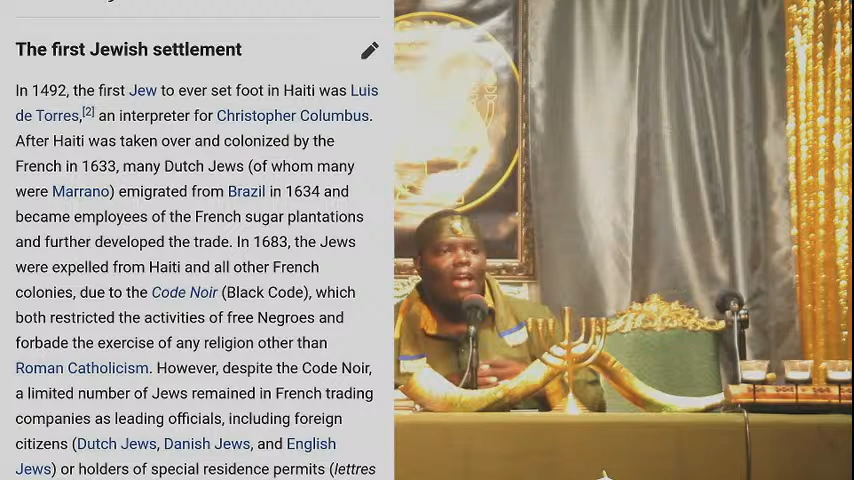 The first Jewish settlement
In 1492, the first Jew to ever set foot in Haiti was Luis
de Torres,[2] an interpreter for Christopher Columbus.
After Haiti was taken over and colonized by the
French in 1633, many Dutch Jews (of whom many
were Marrano) emigrated from Brazil in 1634 and
became employees of the French sugar plantations
and further developed the trade. In 1683, the Jews
were expelled from Haiti and all other French
colonies, due to the Code Noir (Black Code), which
both restricted the activities of free Negroes and
forbade the exercise of any religion other than
Roman Catholicism. However, despite the Code Noir,
a limited number of Jews remained in French trading
companies as leading officials, including foreign
citizens (Dutch Jews, Danish Jews, and English
Jews) or holders of special residence permits (lettres